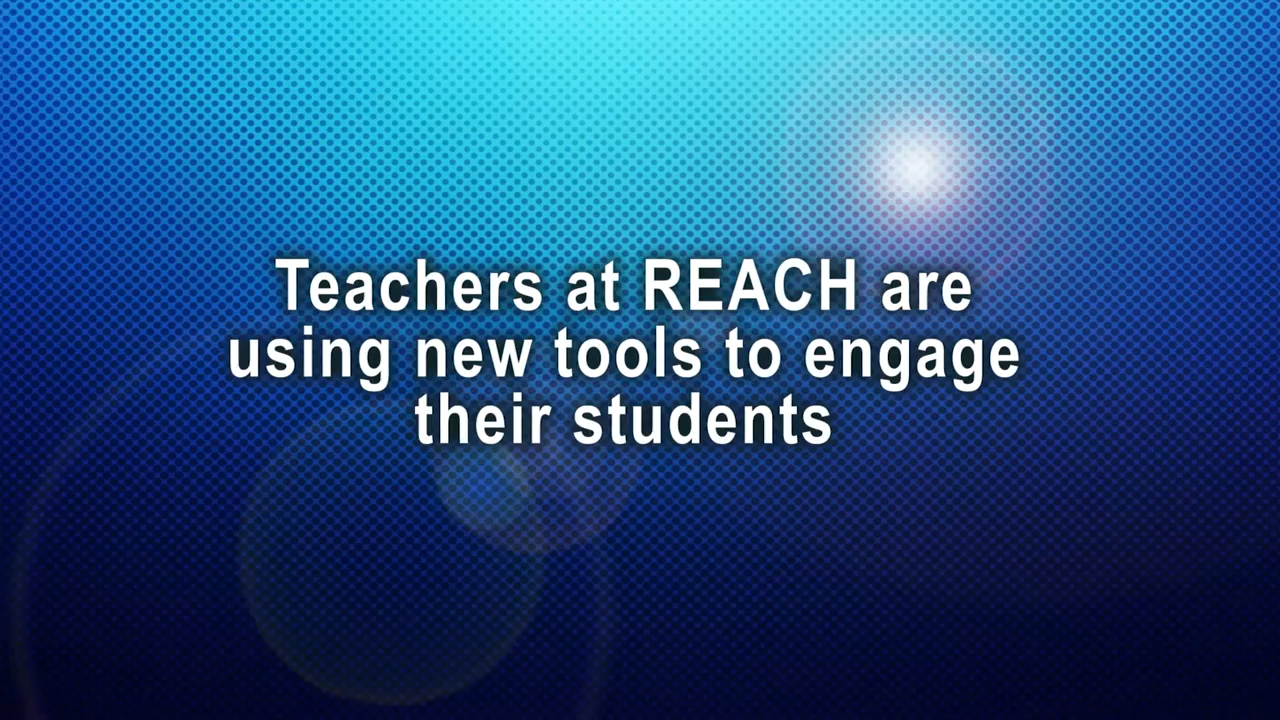 Teachers at REACH are
using new tools to engage
their students